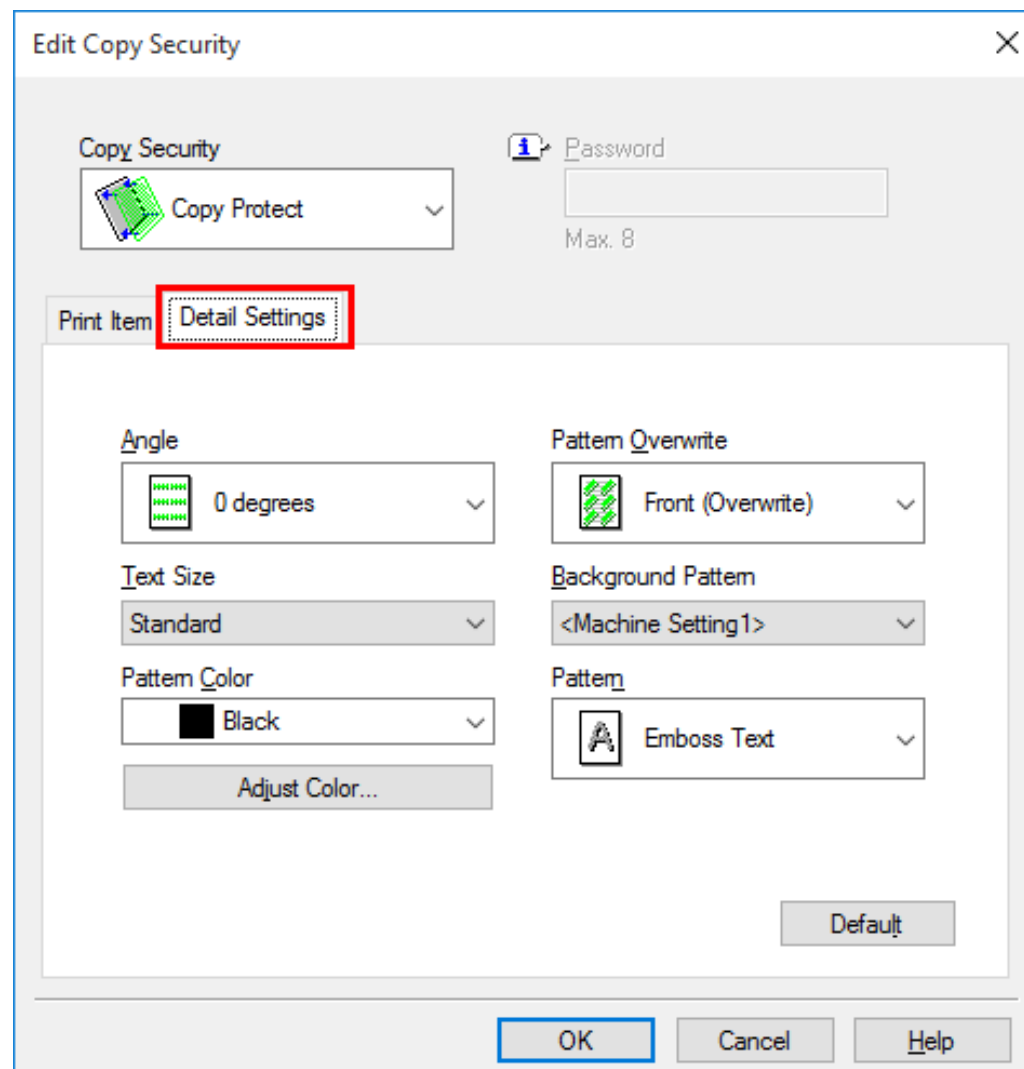 Edit Copy Security
Copy Security
Password
Copy Protect
Max. 8
Print Item
Detail Settings
Angle
Pattern Overwrite
0 degrees
Front (Overwrite)
Text Size
Background Pattern
Standard
<Machine Setting1>
Pattern Color
Pattern
Black
Emboss Text
Adjust Color...
Default
OK
Cancel
Help